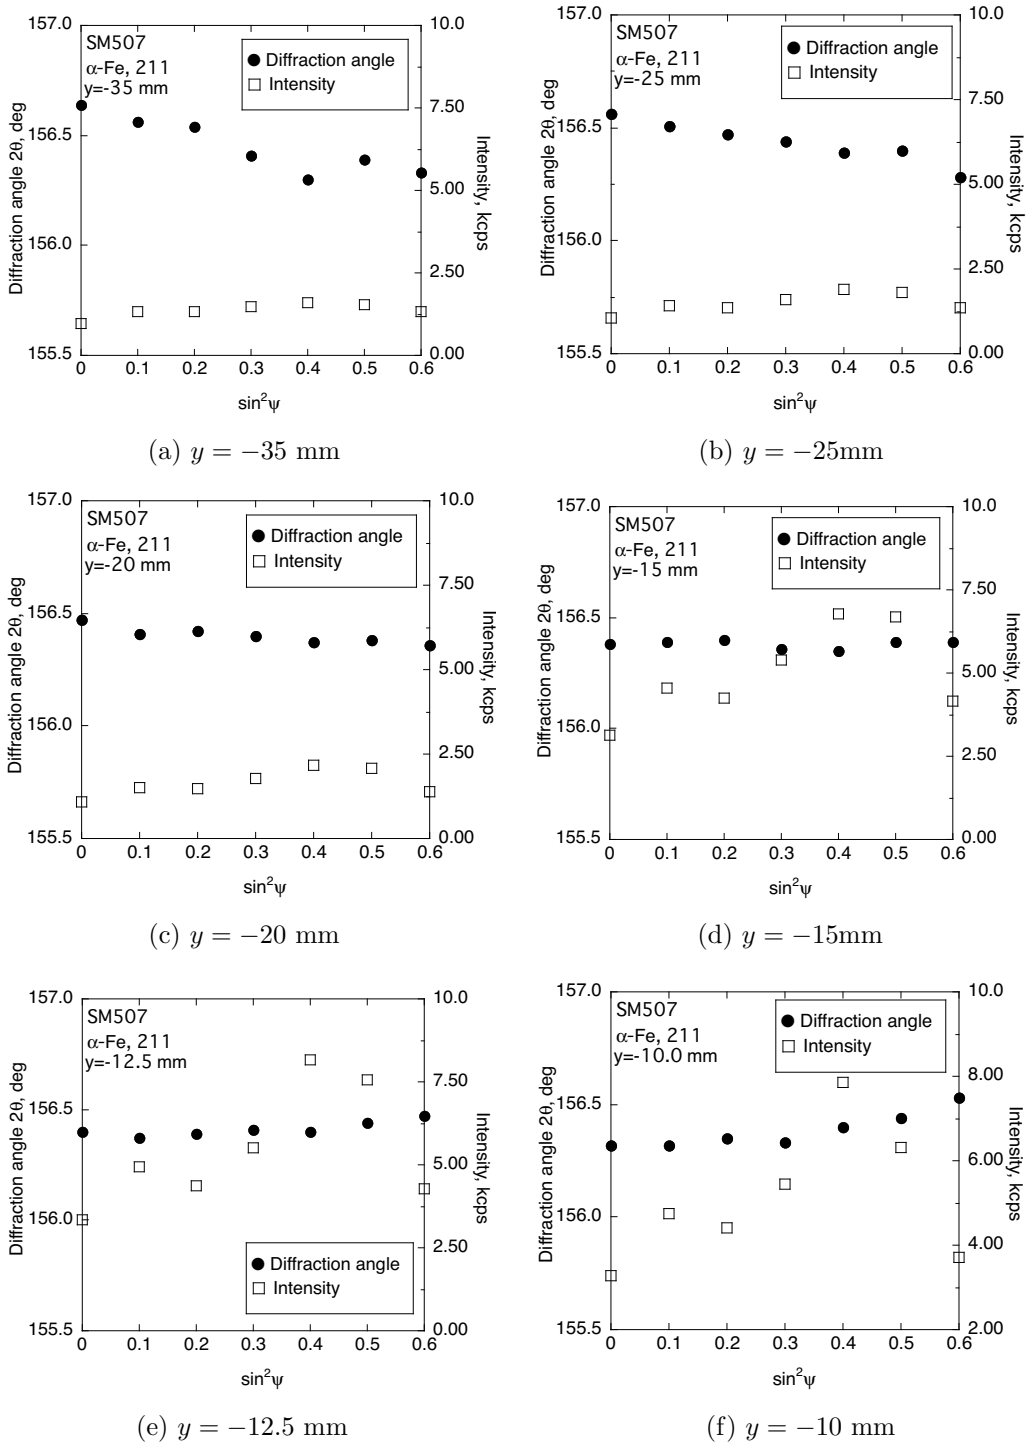 157.0
156.5
156.0
155.5
Diffraction angle 2θ, deg
SM507
α-Fe, 211
y=-35 mm
Diffraction angle
Intensity
10.0
7.50
5.00
2.50
0.00
Intensity, kcps
0 0.1 0.2 0.3 0.4 0.5 0.6
sin²ψ
(a) y = −35 mm
157.0
156.5
156.0
155.5
Diffraction angle 2θ, deg
SM507
α-Fe, 211
y=-25 mm
Diffraction angle
Intensity
10.0
7.50
5.00
2.50
0.00
Intensity, kcps
0 0.1 0.2 0.3 0.4 0.5 0.6
sin²ψ
(b) y = −25mm
157.0
156.5
156.0
155.5
Diffraction angle 2θ, deg
SM507
α-Fe, 211
y=-20 mm
Diffraction angle
Intensity
10.0
7.50
5.00
2.50
0.00
Intensity, kcps
0 0.1 0.2 0.3 0.4 0.5 0.6
sin²ψ
(c) y = −20 mm
157.0
156.5
156.0
155.5
Diffraction angle 2θ, deg
SM507
α-Fe, 211
y=-15 mm
Diffraction angle
Intensity
10.0
7.50
5.00
2.50
0.00
Intensity, kcps
0 0.1 0.2 0.3 0.4 0.5 0.6
sin²ψ
(d) y = −15mm
157.0
156.5
156.0
155.5
Diffraction angle 2θ, deg
SM507
α-Fe, 211
y=-12.5 mm
Diffraction angle
Intensity
10.0
7.50
5.00
2.50
0.00
Intensity, kcps
0 0.1 0.2 0.3 0.4 0.5 0.6
sin²ψ
(e) y = −12.5 mm
157.0
156.5
156.0
155.5
Diffraction angle 2θ, deg
SM507
α-Fe, 211
y=-10.0 mm
Diffraction angle
Intensity
10.0
8.00
6.00
4.00
2.00
Intensity, kcps
0 0.1 0.2 0.3 0.4 0.5 0.6
sin²ψ
(f) y = −10 mm